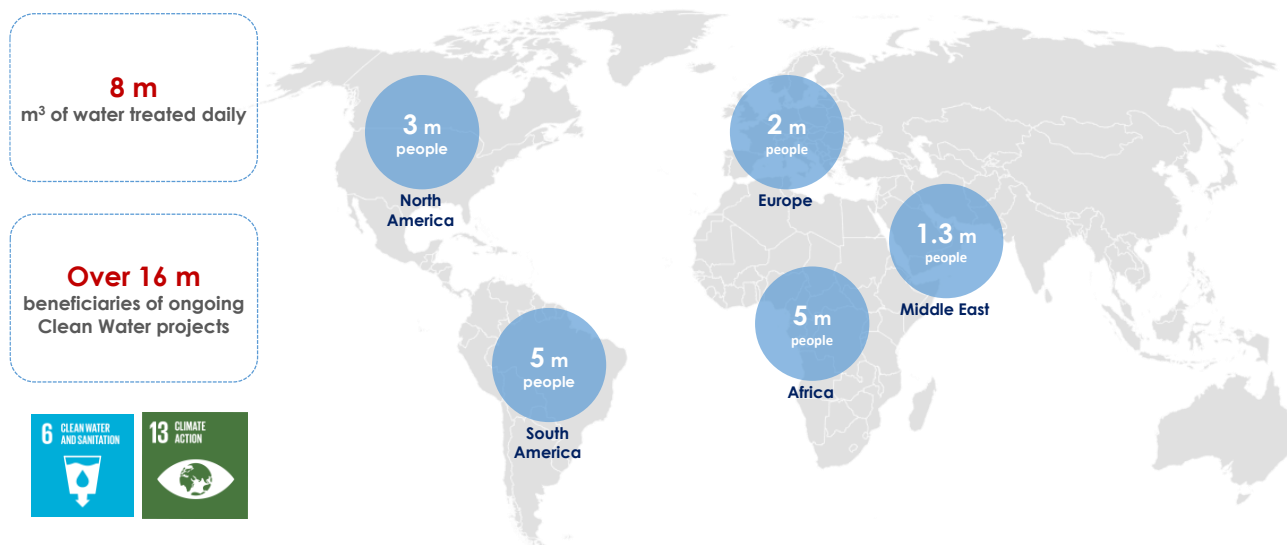 8 m
m³ of water treated daily
Over 16 m
beneficiaries of ongoing
Clean Water projects
6 CLEAN WATER
AND SANITATION
13 CLIMATE
ACTION
3 m
people
North
America
2 m
people
Europe
1.3 m
people
Middle East
5 m
people
Africa
5 m
people
South
America